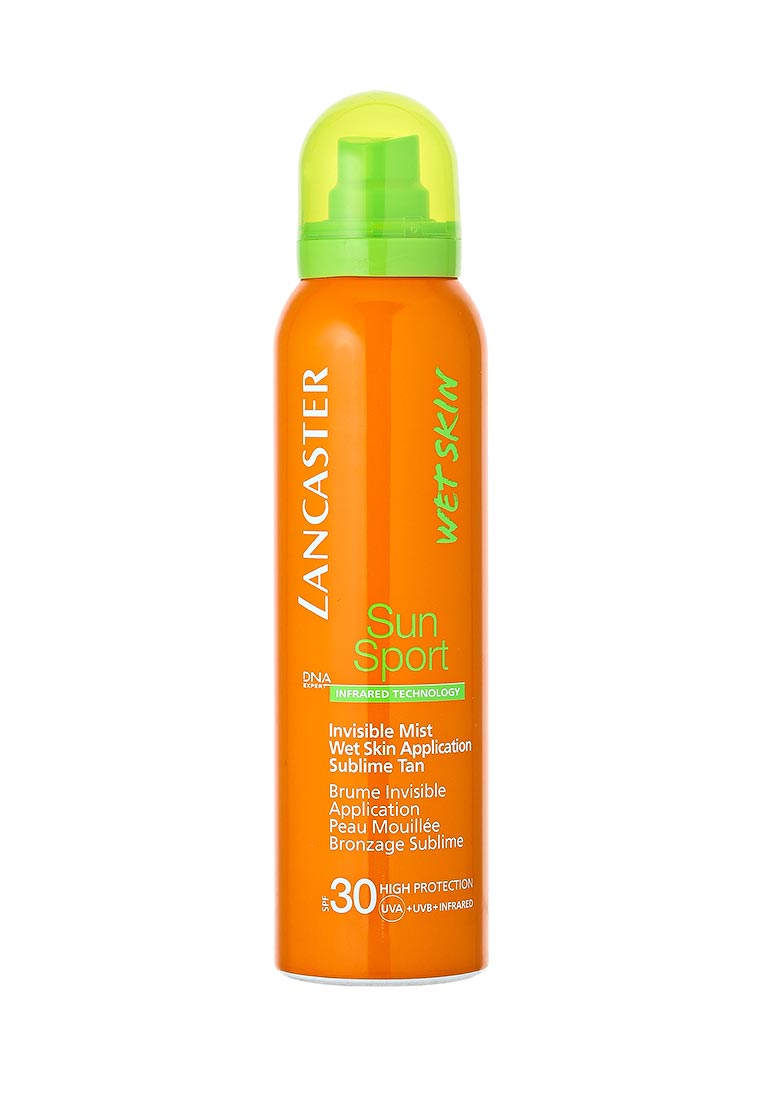 LANCASTER
WET SKIN
Sun
Sport
DNA
EXPERT
INFRARED TECHNOLOGY
Invisible Mist
Wet Skin Application
Sublime Tan
Brume Invisible
Application
Peau Mouillée
Bronzage Sublime
SPF 30 HIGH PROTECTION
UVA +UVB+INFRARED